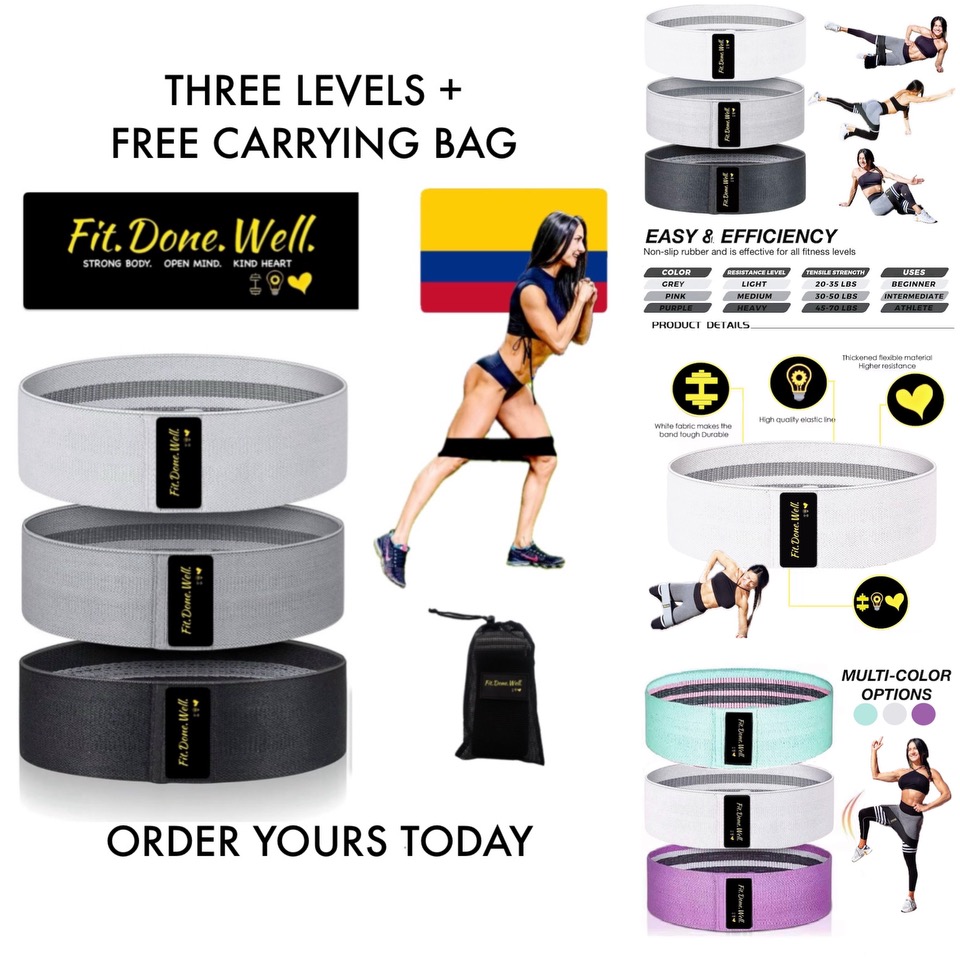 THREE LEVELS +
FREE CARRYING BAG
Fit.Done.Well.
STRONG BODY. OPEN MIND. KIND HEART
Fit.Done.Well.
Fit.Done.Well.
Fit.Done.Well.
Fit.Done.Well.
ORDER YOURS TODAY
Fit.Done.Well.
Fit.Done.Well.
Fit.Done.Well.
EASY & EFFICIENCY
Non-slip rubber and is effective for all fitness levels
COLOR RESISTANCE LEVEL TENSILE STRENGTH USES
GREY LIGHT 20-35 LBS BEGINNER
PINK MEDIUM 30-50 LBS INTERMEDIATE
PURPLE HEAVY 45-70 LBS ATHLETE
PRODUCT DETAILS
Thickened flexible material
Higher resistance
High quality elastic line
White fabric makes the
band tough Durable
Fit.Done.Well.
MULTI-COLOR
OPTIONS
Fit.Done.Well.
Fit.Done.Well.
Fit.Done.Well.